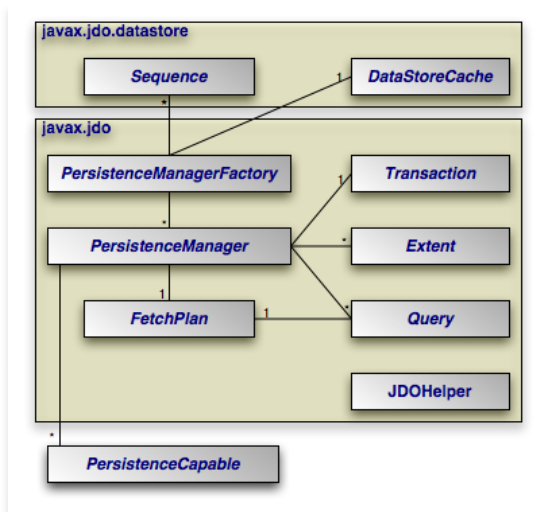 javax.jdo.datastore
Sequence
DataStoreCache
1
*
javax.jdo
PersistenceManagerFactory
Transaction
1
*
PersistenceManager
*
Extent
1
*
FetchPlan
1
Query
JDOHelper
*
PersistenceCapable